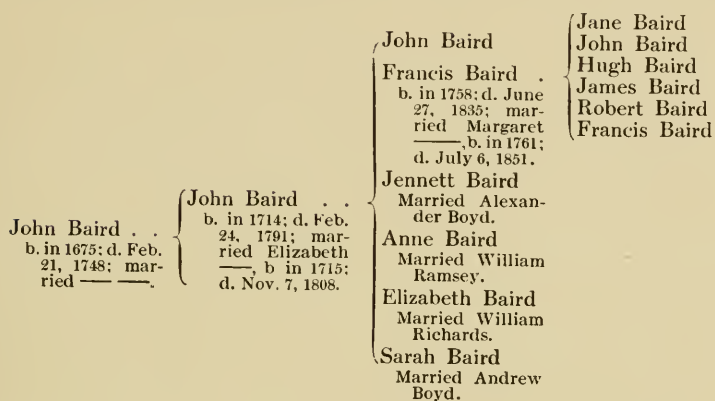 John Baird . .
b. in 1675; d. Feb.
21, 1748; mar-
ried —— ——.
John Baird . .
b. in 1714; d. Feb.
24, 1791; mar-
ried Elizabeth
——, b in 1715;
d. Nov. 7, 1808.
John Baird
Francis Baird .
b. in 1758; d. June
27, 1835; mar-
ried Margaret
——, b. in 1761;
d. July 6, 1851.
Jennett Baird
Married Alexan-
der Boyd.
Anne Baird
Married William
Ramsey.
Elizabeth Baird
Married William
Richards.
Sarah Baird
Married Andrew
Boyd.
Jane Baird
John Baird
Hugh Baird
James Baird
Robert Baird
Francis Baird